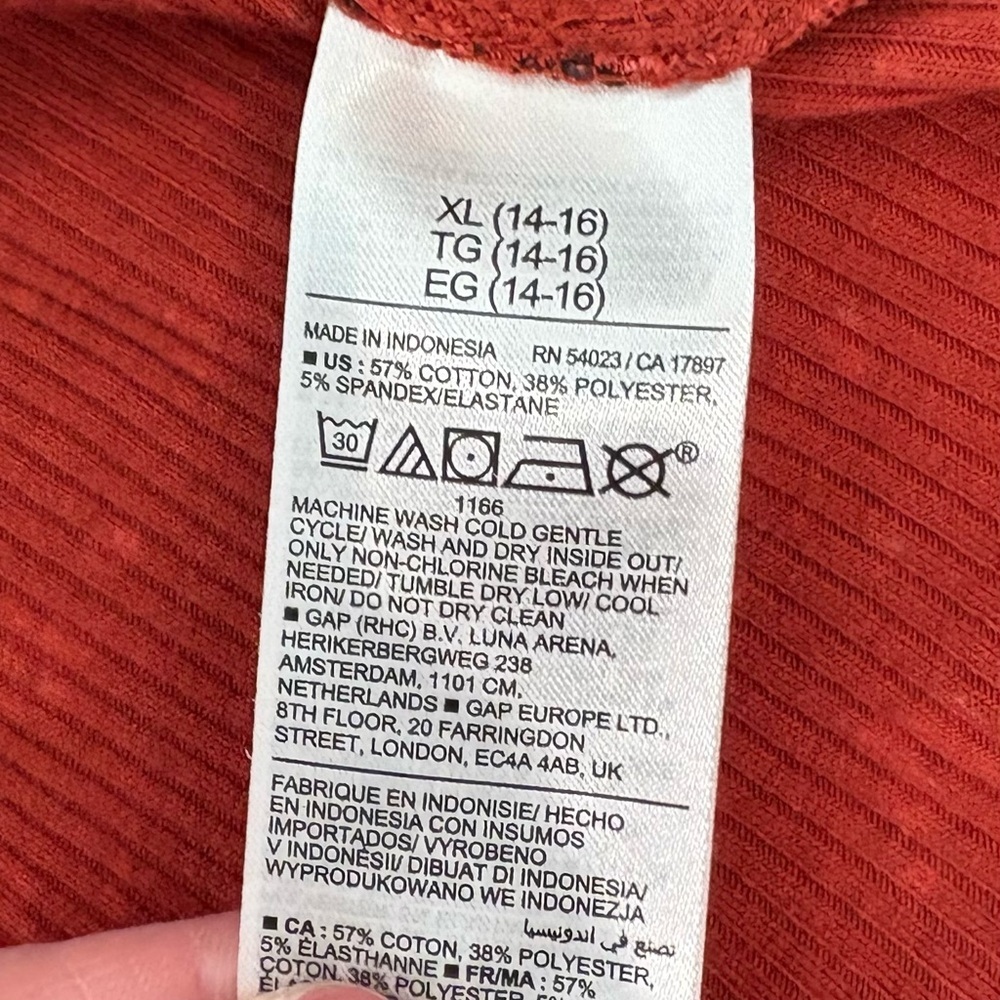 XL (14-16)
TG (14-16)
EG (14-16)
MADE IN INDONESIA RN 54023 / CA 17897
■ US : 57% COTTON, 38% POLYESTER,
5% SPANDEX/ELASTANE
30 ®
1166
MACHINE WASH COLD GENTLE
CYCLE/ WASH AND DRY INSIDE OUT/
ONLY NON-CHLORINE BLEACH WHEN
NEEDED/ TUMBLE DRY LOW/ COOL
IRON/ DO NOT DRY CLEAN
■ GAP (RHC) B.V. LUNA ARENA,
HERIKERBERGWEG 238
AMSTERDAM, 1101 CM,
NETHERLANDS ■ GAP EUROPE LTD.,
8TH FLOOR, 20 FARRINGDON
STREET, LONDON, EC4A 4AB, UK
FABRIQUE EN INDONISIE/ HECHO
EN INDONESIA CON INSUMOS
IMPORTADOS/ VYROBENO
V INDONÈSII/ DIBUAT DI INDONESIA/
WYPRODUKOWANO WE INDONEZJA
تصنع في اندونيسيا
■ CA : 57% COTON, 38% POLYESTER,
5% ÉLASTHANNE ■ FR/MA : 57%
COTON, 38% POLYESTER, 5%